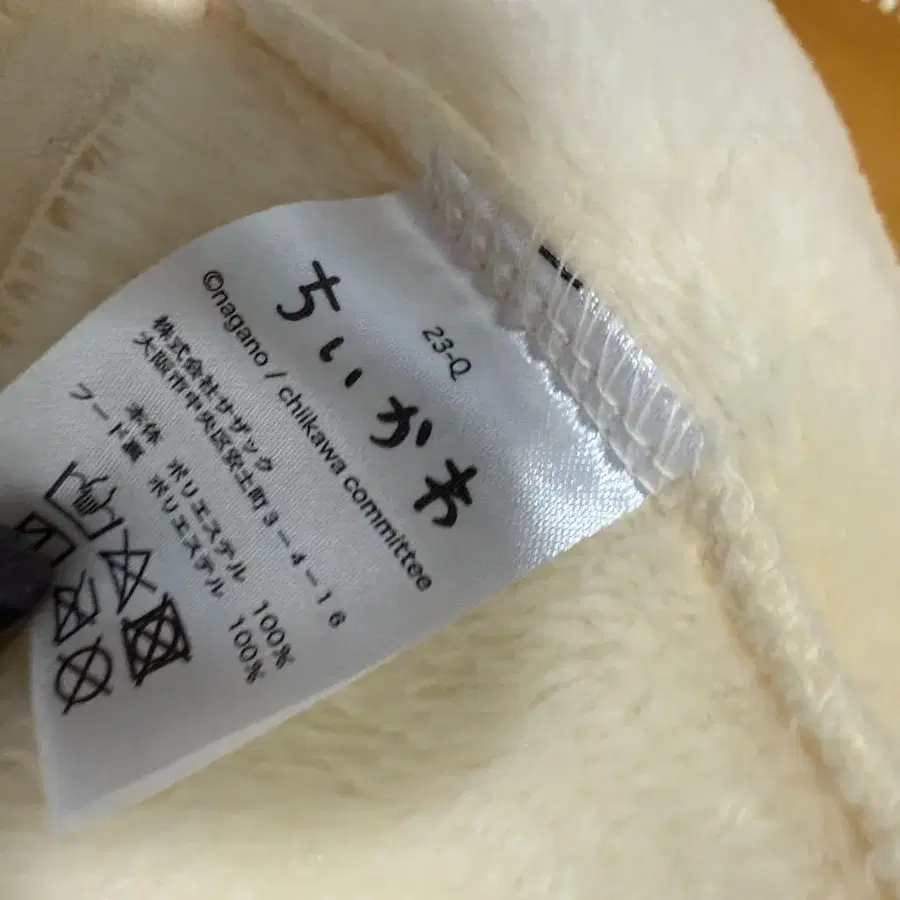 23-Q
ちいかわ
©nagano / chiikawa committee
株式会社サザック
大阪市中央区安土町3-4-16
本体 ポリエステル 100%
フード裏 ポリエステル 100%